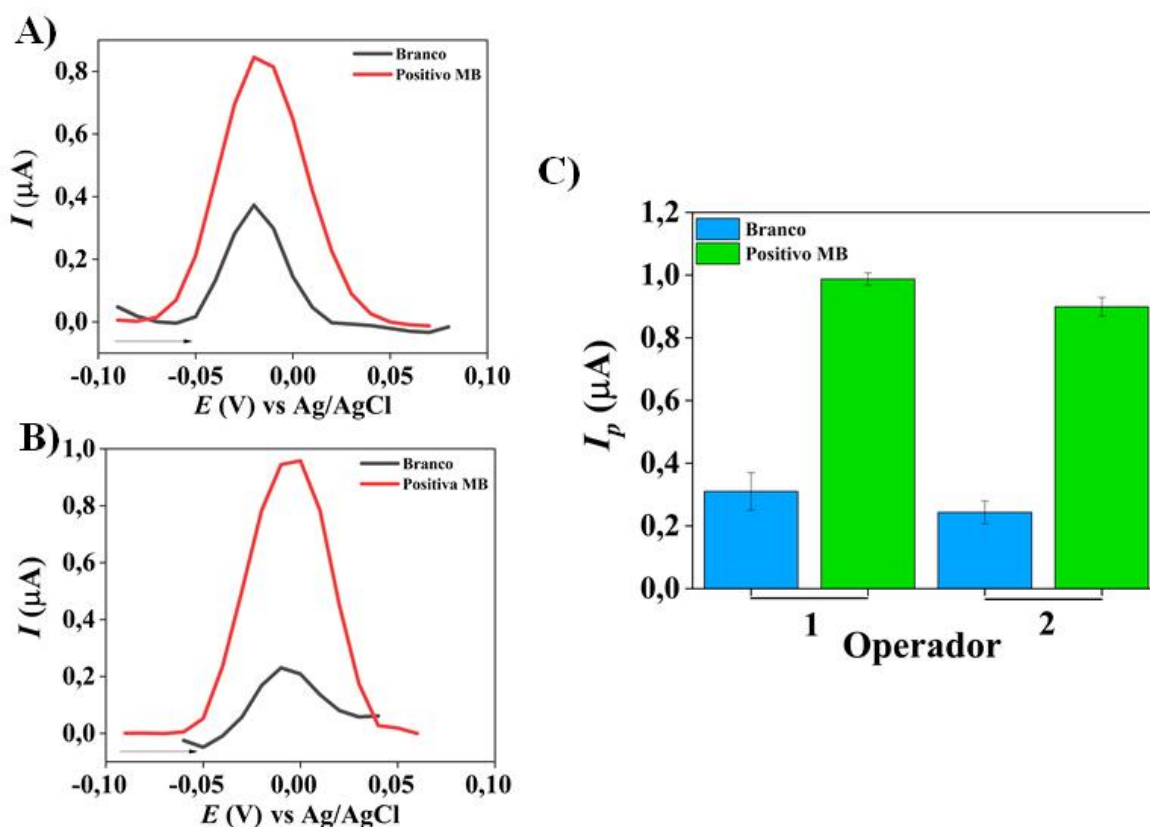 A)
Branco
Positivo MB
0,8
0,6
0,4
0,2
0,0
I (μA)
-0,10 -0,05 0,00 0,05 0,10
E (V) vs Ag/AgCl
B)
Branco
Positiva MB
1,0
0,8
0,6
0,4
0,2
0,0
I (μA)
-0,10 -0,05 0,00 0,05 0,10
E (V) vs Ag/AgCl
C)
Branco
Positivo MB
1,2
1,0
0,8
0,6
0,4
0,2
0,0
Ip (μA)
1 2
Operador